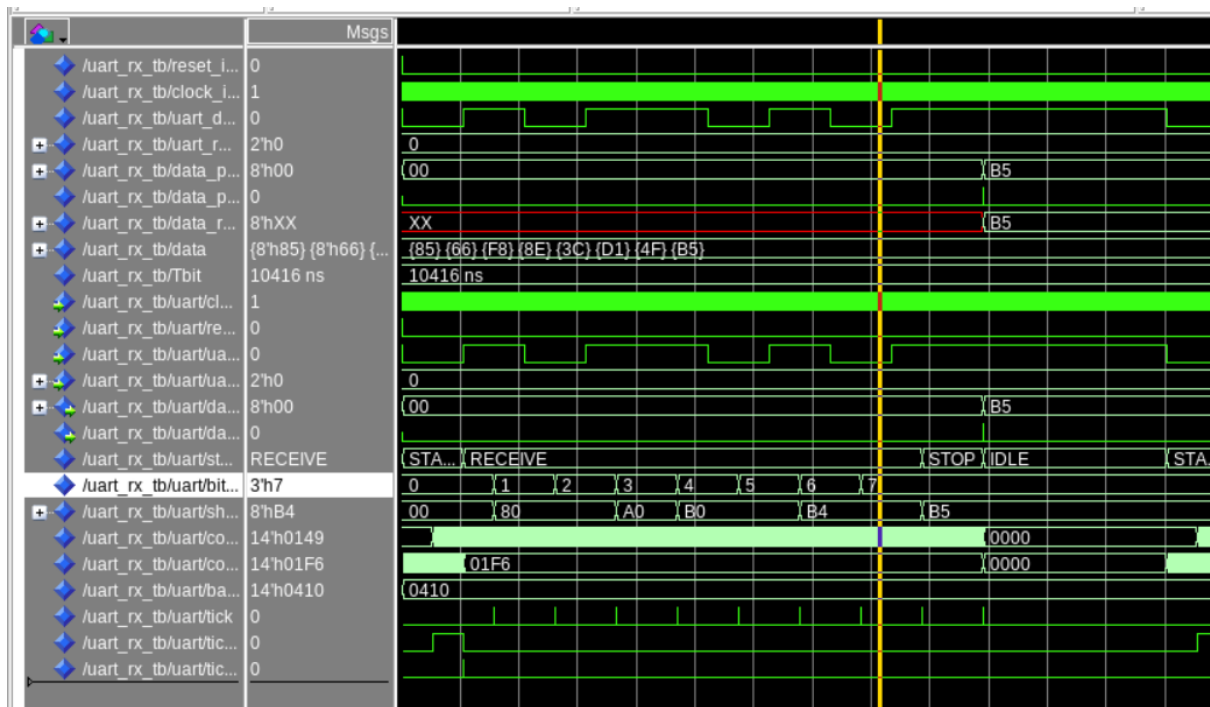 Msgs
/uart_rx_tb/reset_i... 0
/uart_rx_tb/clock_i... 1
/uart_rx_tb/uart_d... 0
/uart_rx_tb/uart_r... 2'h0 0
/uart_rx_tb/data_p... 8'h00 00 B5
/uart_rx_tb/data_p... 0
/uart_rx_tb/data_r... 8'hXX XX B5
/uart_rx_tb/data {8'h85} {8'h66} {... {85} {66} {F8} {8E} {3C} {D1} {4F} {B5}
/uart_rx_tb/Tbit 10416 ns 10416 ns
/uart_rx_tb/uart/cl... 1
/uart_rx_tb/uart/re... 0
/uart_rx_tb/uart/ua... 0
/uart_rx_tb/uart/ua... 2'h0 0
/uart_rx_tb/uart/da... 8'h00 00 B5
/uart_rx_tb/uart/da... 0
/uart_rx_tb/uart/st... RECEIVE STA... RECEIVE STOP IDLE STA
/uart_rx_tb/uart/bit... 3'h7 0 1 2 3 4 5 6 7
/uart_rx_tb/uart/sh... 8'hB4 00 80 A0 B0 B4 B5
/uart_rx_tb/uart/co... 14'h0149 0000
/uart_rx_tb/uart/co... 14'h01F6 01F6 0000
/uart_rx_tb/uart/ba... 14'h0410 0410
/uart_rx_tb/uart/tick 0
/uart_rx_tb/uart/tic... 0
/uart_rx_tb/uart/tic... 0